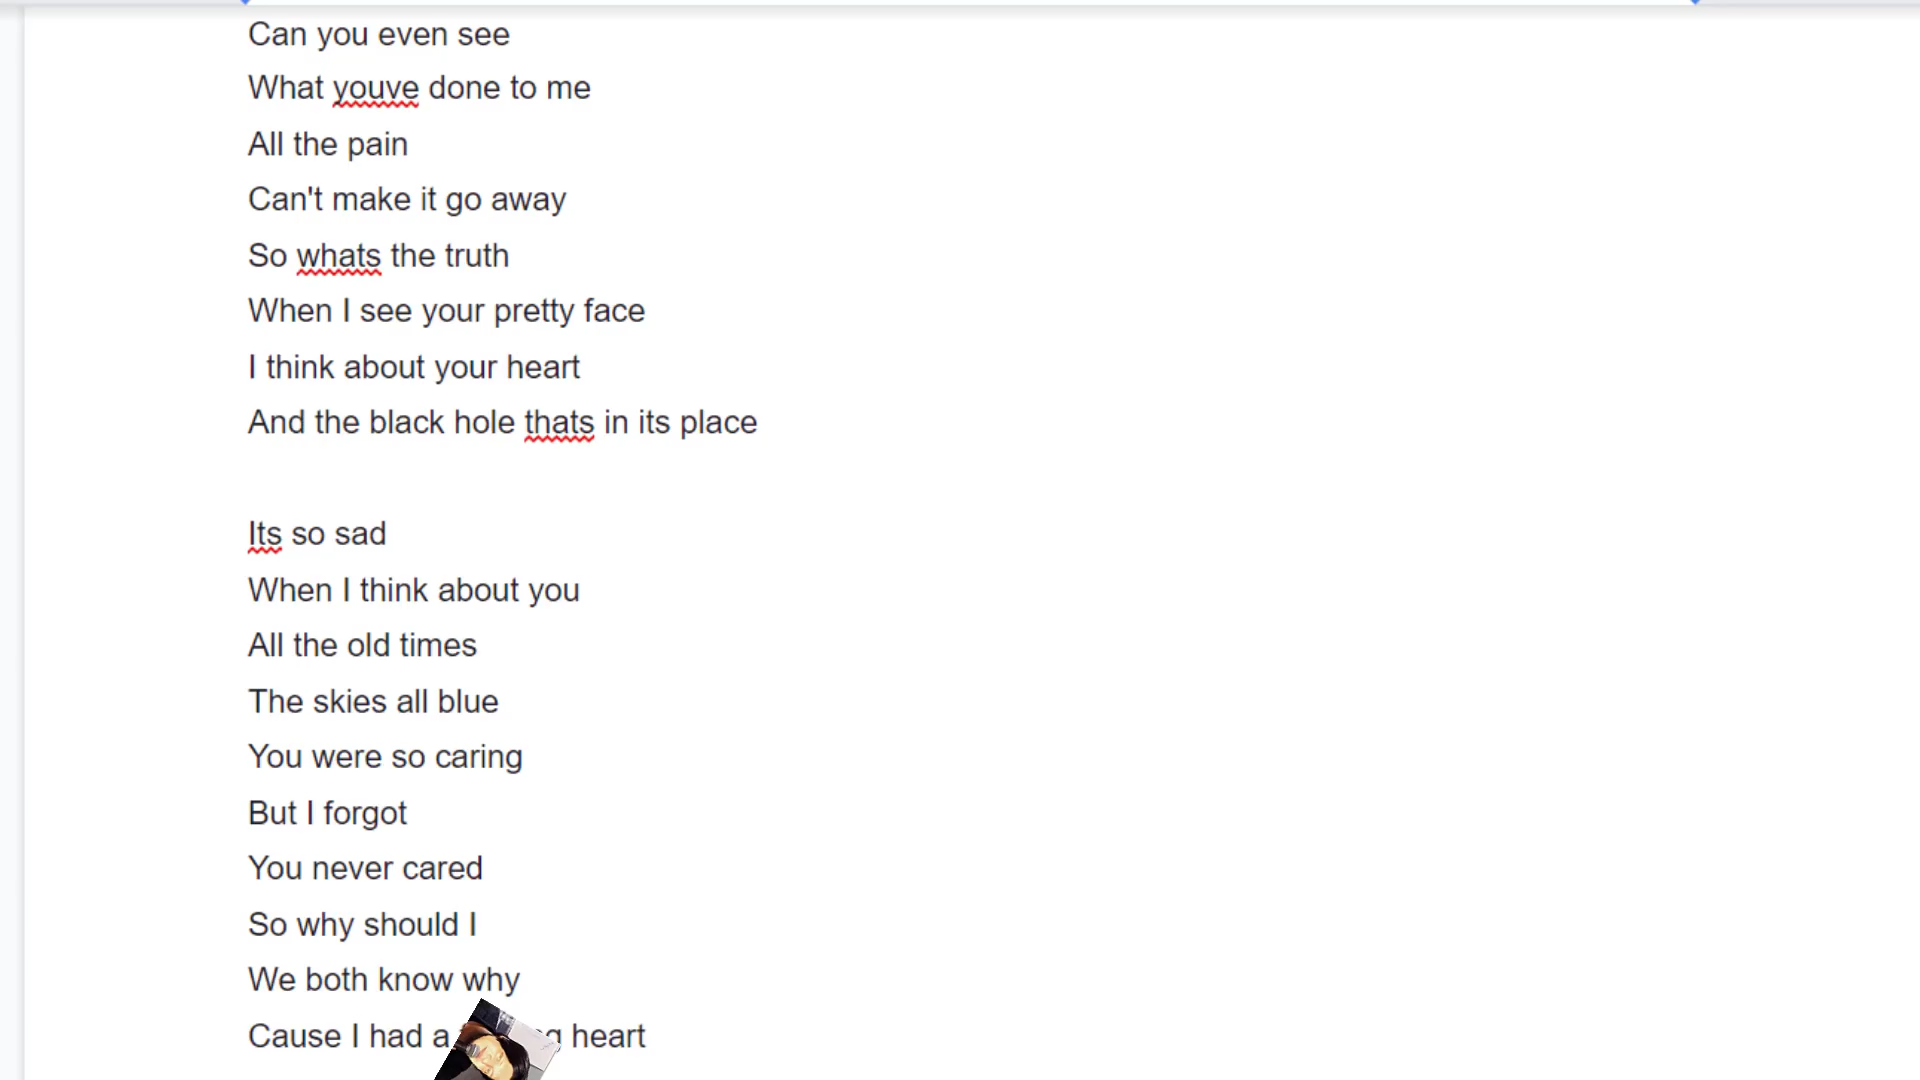 Can you even see
What youve done to me
All the pain
Can't make it go away
So whats the truth
When I see your pretty face
I think about your heart
And the black hole thats in its place
Its so sad
When I think about you
All the old times
The skies all blue
You were so caring
But I forgot
You never cared
So why should I
We both know why
Cause I had a heart